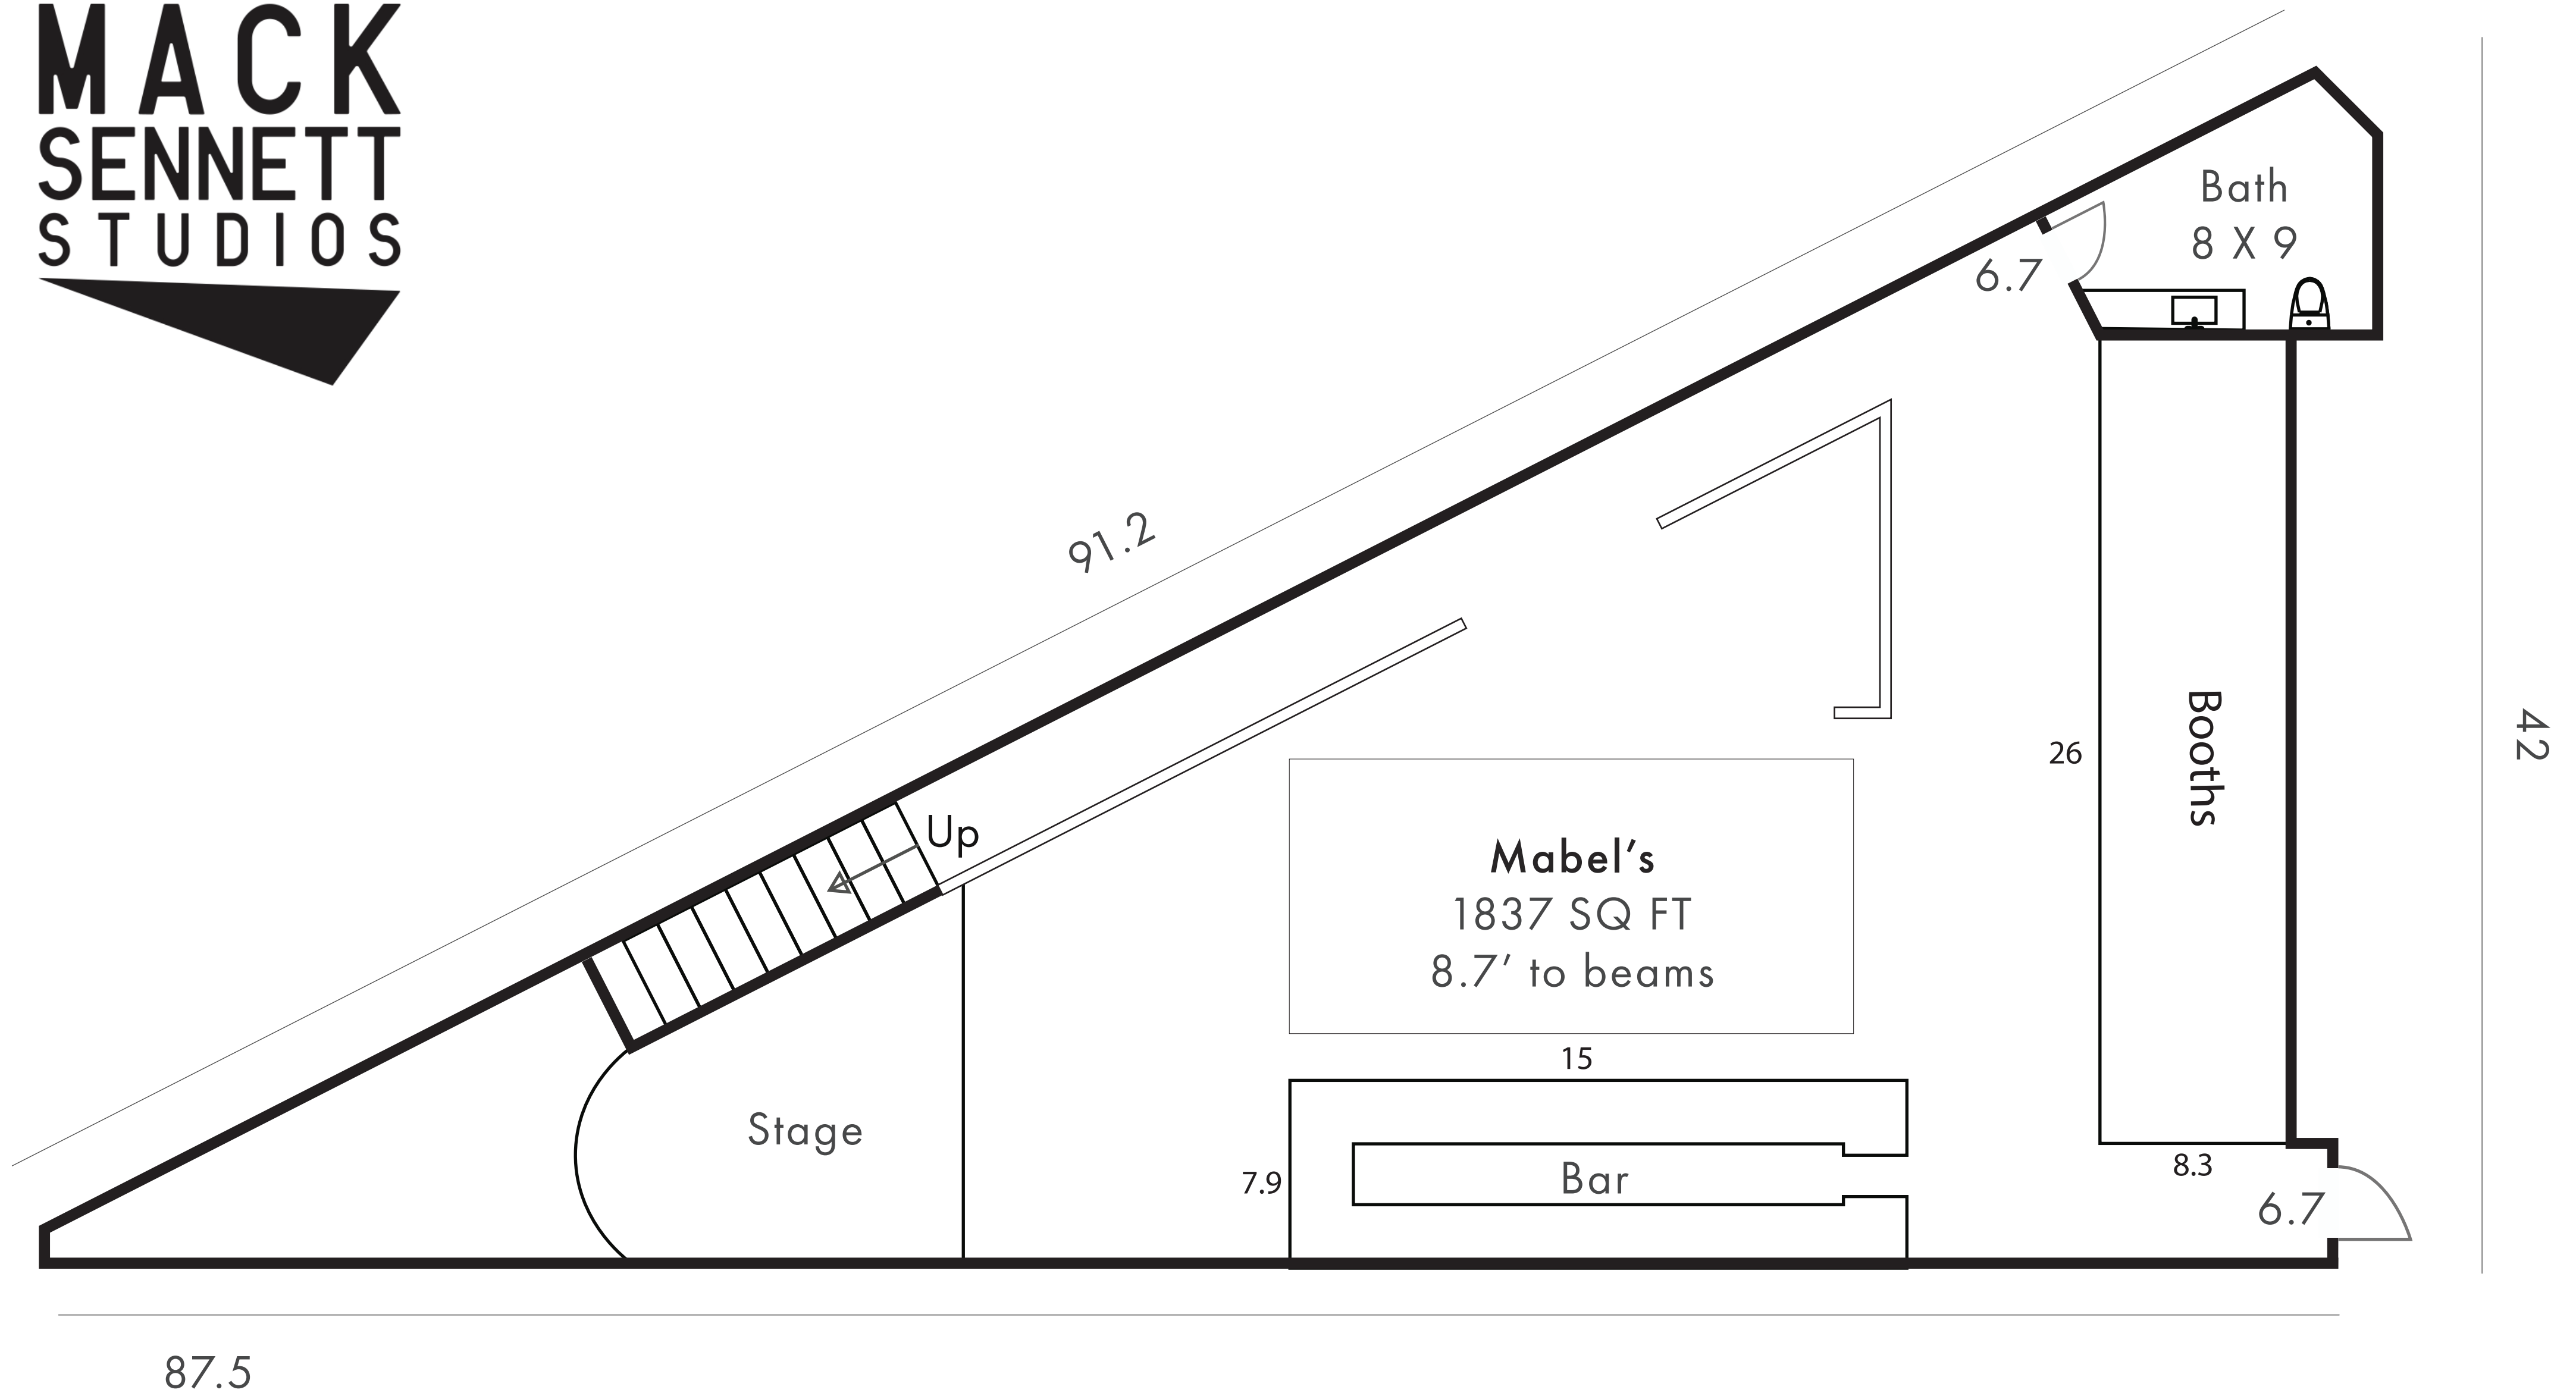 MACK
SENNETT
STUDIOS
Bath
8 X 9
6.7
91.2
42
Booths
26
Up
Mabel’s
1837 SQ FT
8.7’ to beams
15
Stage
7.9
Bar
8.3
6.7
87.5